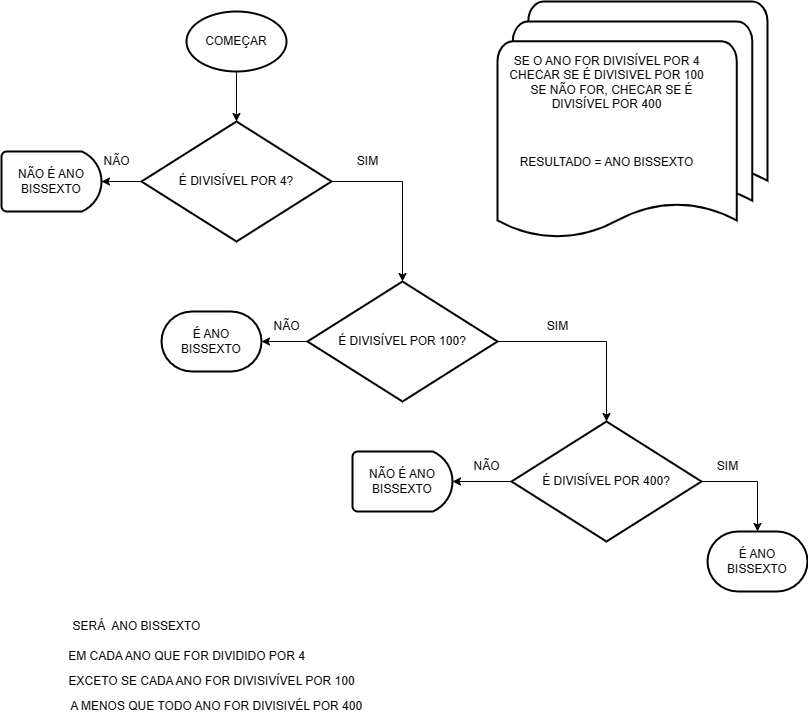 COMEÇAR
SE O ANO FOR DIVISÍVEL POR 4
CHECAR SE É DIVISIVEL POR 100
SE NÃO FOR, CHECAR SE É
DIVISÍVEL POR 400
RESULTADO = ANO BISSEXTO
NÃO É ANO
BISSEXTO
NÃO
É DIVISÍVEL POR 4?
SIM
É ANO
BISSEXTO
NÃO
É DIVISÍVEL POR 100?
SIM
NÃO É ANO
BISSEXTO
NÃO
É DIVISÍVEL POR 400?
SIM
É ANO
BISSEXTO
SERÁ ANO BISSEXTO
EM CADA ANO QUE FOR DIVIDIDO POR 4
EXCETO SE CADA ANO FOR DIVISIVÍVEL POR 100
A MENOS QUE TODO ANO FOR DIVISIVÉL POR 400